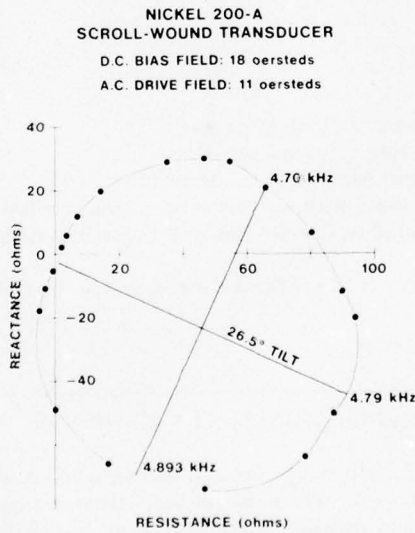 NICKEL 200-A
SCROLL-WOUND TRANSDUCER
D.C. BIAS FIELD: 18 oersteds
A.C. DRIVE FIELD: 11 oersteds
40
4.70 kHz
20
0
20
60
80
100
REACTANCE (ohms)
-20
26.5° TILT
-40
4.79 kHz
4.893 kHz
RESISTANCE (ohms)